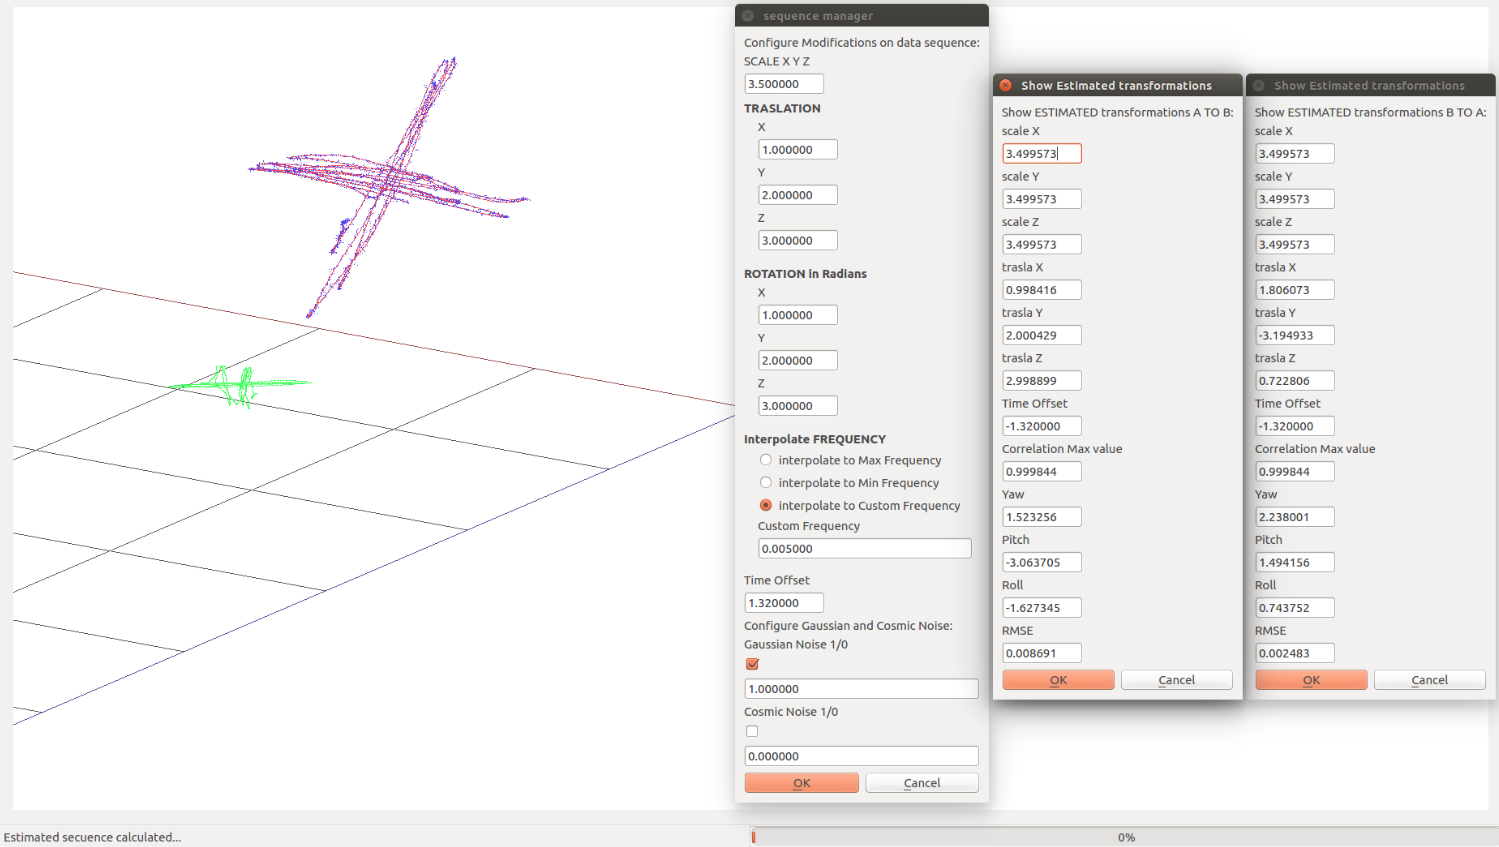 sequence manager
Configure Modifications on data sequence:
SCALE X Y Z
3.500000
TRASLATION
X
1.000000
Y
2.000000
Z
3.000000
ROTATION in Radians
X
1.000000
Y
2.000000
Z
3.000000
Interpolate FREQUENCY
interpolate to Max Frequency
interpolate to Min Frequency
interpolate to Custom Frequency
Custom Frequency
0.005000
Time Offset
1.320000
Configure Gaussian and Cosmic Noise:
Gaussian Noise 1/0
1.000000
Cosmic Noise 1/0
0.000000
OK Cancel
Show Estimated transformations
Show ESTIMATED transformations A TO B:
scale X
3.499573
scale Y
3.499573
scale Z
3.499573
trasla X
0.998416
trasla Y
2.000429
trasla Z
2.998899
Time Offset
-1.320000
Correlation Max value
0.999844
Yaw
1.523256
Pitch
-3.063705
Roll
-1.627345
RMSE
0.008691
OK Cancel
Show Estimated transformations
Show ESTIMATED transformations B TO A:
scale X
3.499573
scale Y
3.499573
scale Z
3.499573
trasla X
1.806073
trasla Y
-3.194933
trasla Z
0.722806
Time Offset
-1.320000
Correlation Max value
0.999844
Yaw
2.238001
Pitch
1.494156
Roll
0.743752
RMSE
0.002483
OK Cancel
Estimated secuence calculated...
0%